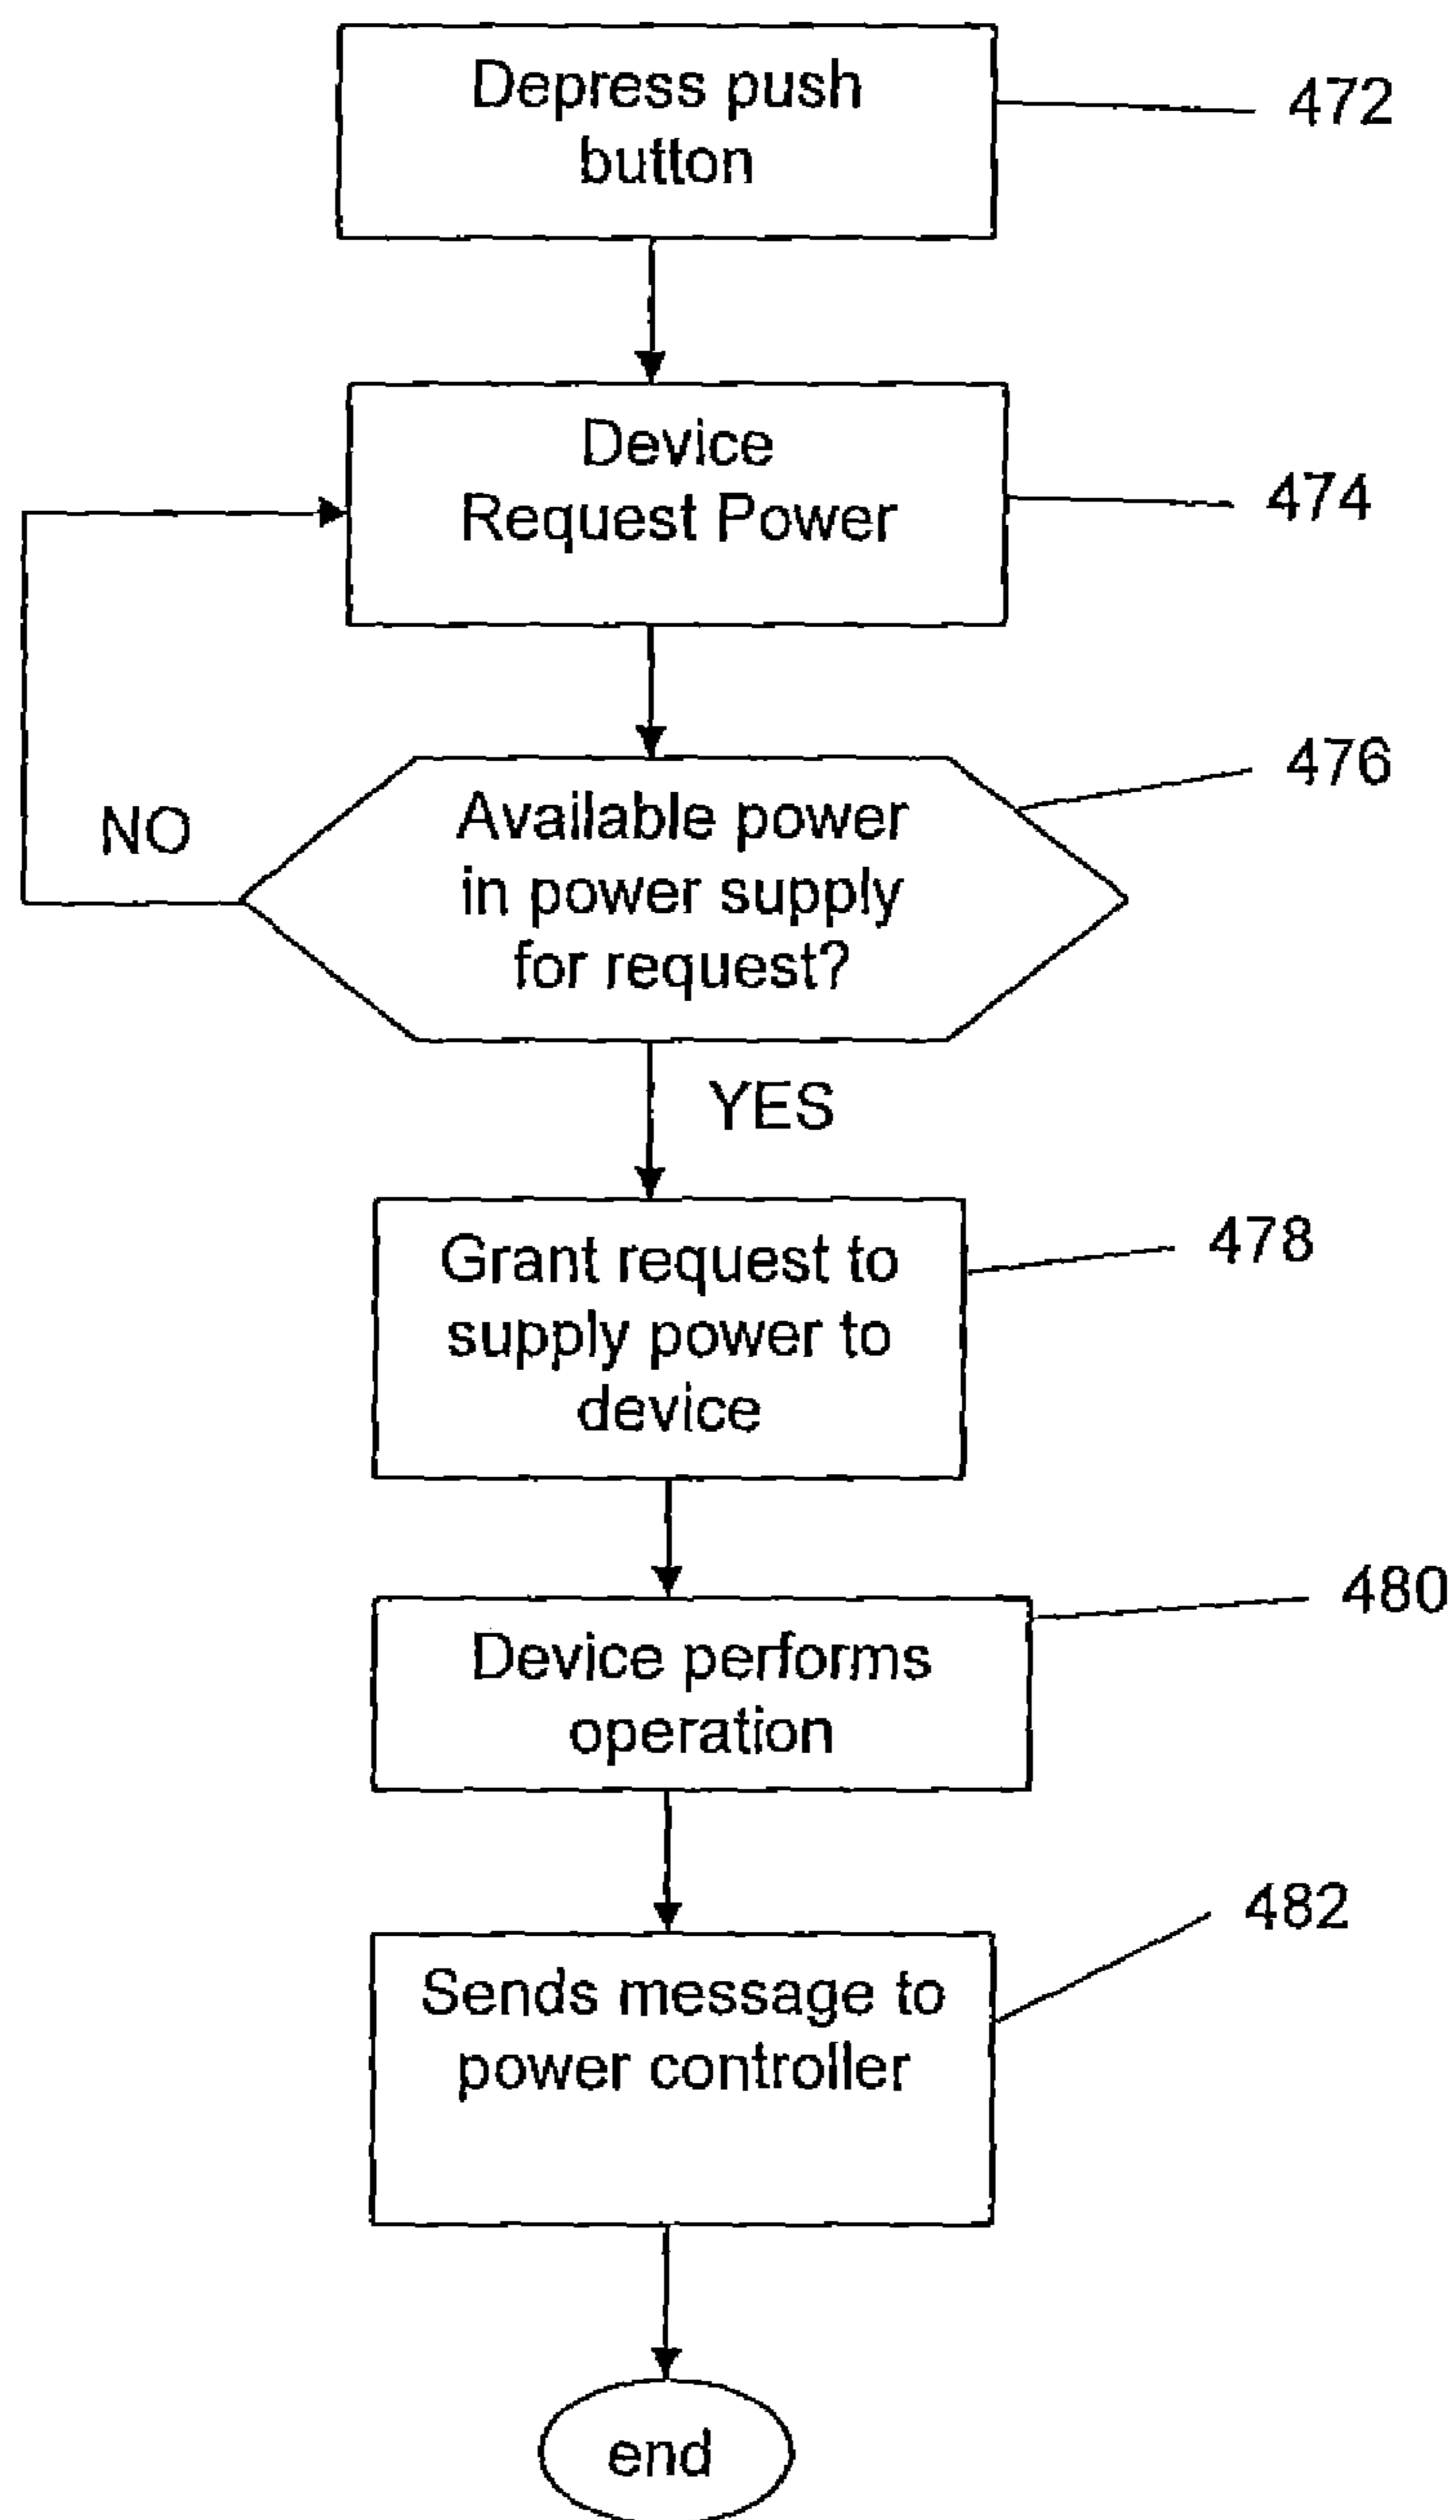 Depress push
button
472
Device
Request Power
474
476
NO
Available power
in power supply
for request?
YES
Grant request to
supply power to
device
478
480
Device performs
operation
482
Sends message to
power controller
end